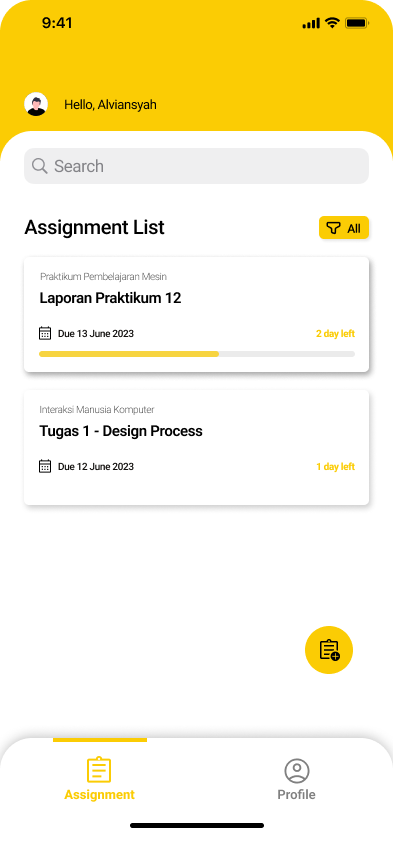 9:41
Hello, Alviansyah
Search
Assignment List
All
Praktikum Pembelajaran Mesin
Laporan Praktikum 12
Due 13 June 2023
2 day left
Interaksi Manusia Komputer
Tugas 1 - Design Process
Due 12 June 2023
1 day left
Assignment
Profile